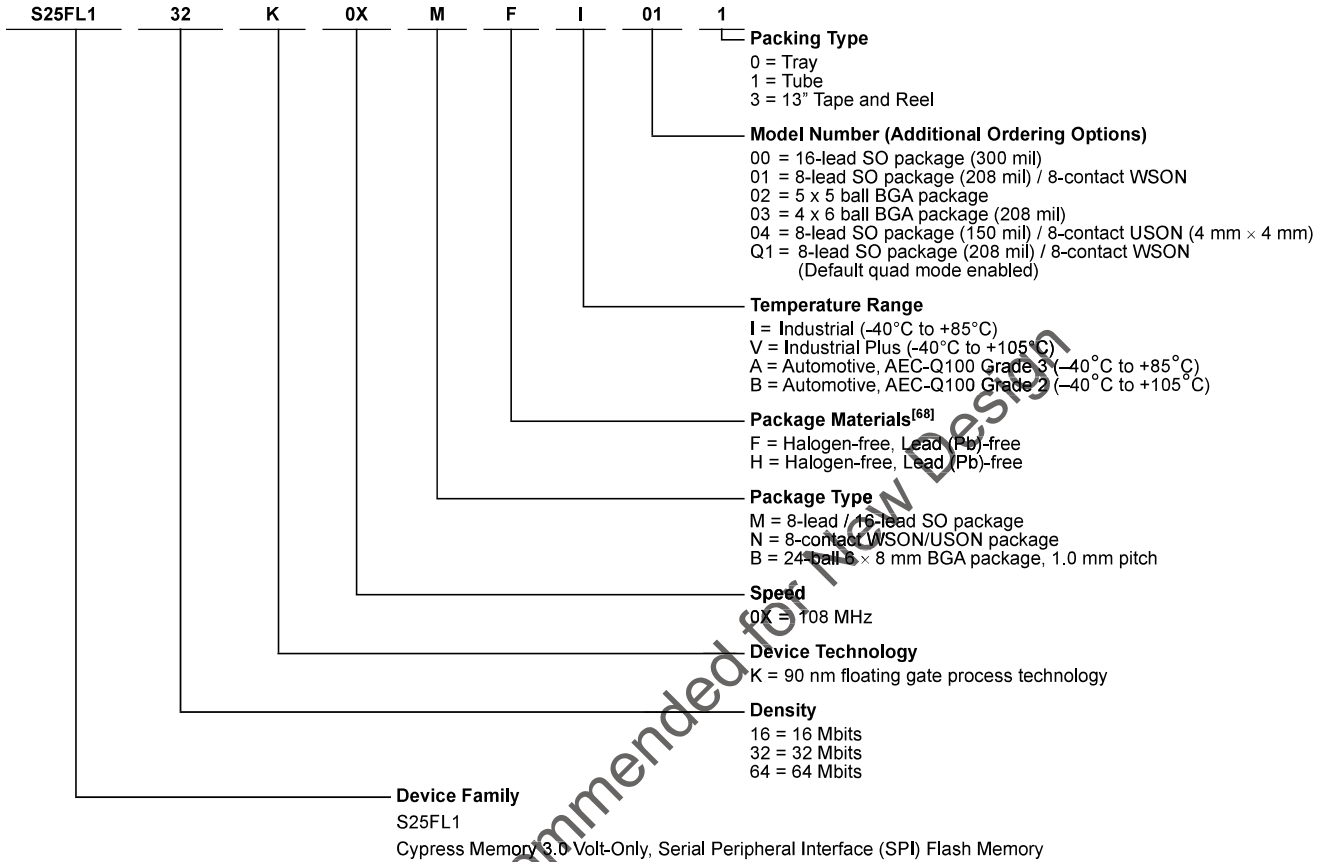 S25FL1 32 K 0X M F I 01 1
Packing Type
0 = Tray
1 = Tube
3 = 13” Tape and Reel
Model Number (Additional Ordering Options)
00 = 16-lead SO package (300 mil)
01 = 8-lead SO package (208 mil) / 8-contact WSON
02 = 5 x 5 ball BGA package
03 = 4 x 6 ball BGA package (208 mil)
04 = 8-lead SO package (150 mil) / 8-contact USON (4 mm × 4 mm)
Q1 = 8-lead SO package (208 mil) / 8-contact WSON
(Default quad mode enabled)
Temperature Range
I = Industrial (-40°C to +85°C)
V = Industrial Plus (-40°C to +105°C)
A = Automotive, AEC-Q100 Grade 3 (–40°C to +85°C)
B = Automotive, AEC-Q100 Grade 2 (–40°C to +105°C)
Package Materials[68]
F = Halogen-free, Lead (Pb)-free
H = Halogen-free, Lead (Pb)-free
Package Type
M = 8-lead / 16-lead SO package
N = 8-contact WSON/USON package
B = 24-ball 6 × 8 mm BGA package, 1.0 mm pitch
Speed
0X = 108 MHz
Device Technology
K = 90 nm floating gate process technology
Density
16 = 16 Mbits
32 = 32 Mbits
64 = 64 Mbits
Device Family
S25FL1
Cypress Memory 3.0 Volt-Only, Serial Peripheral Interface (SPI) Flash Memory
for New Design